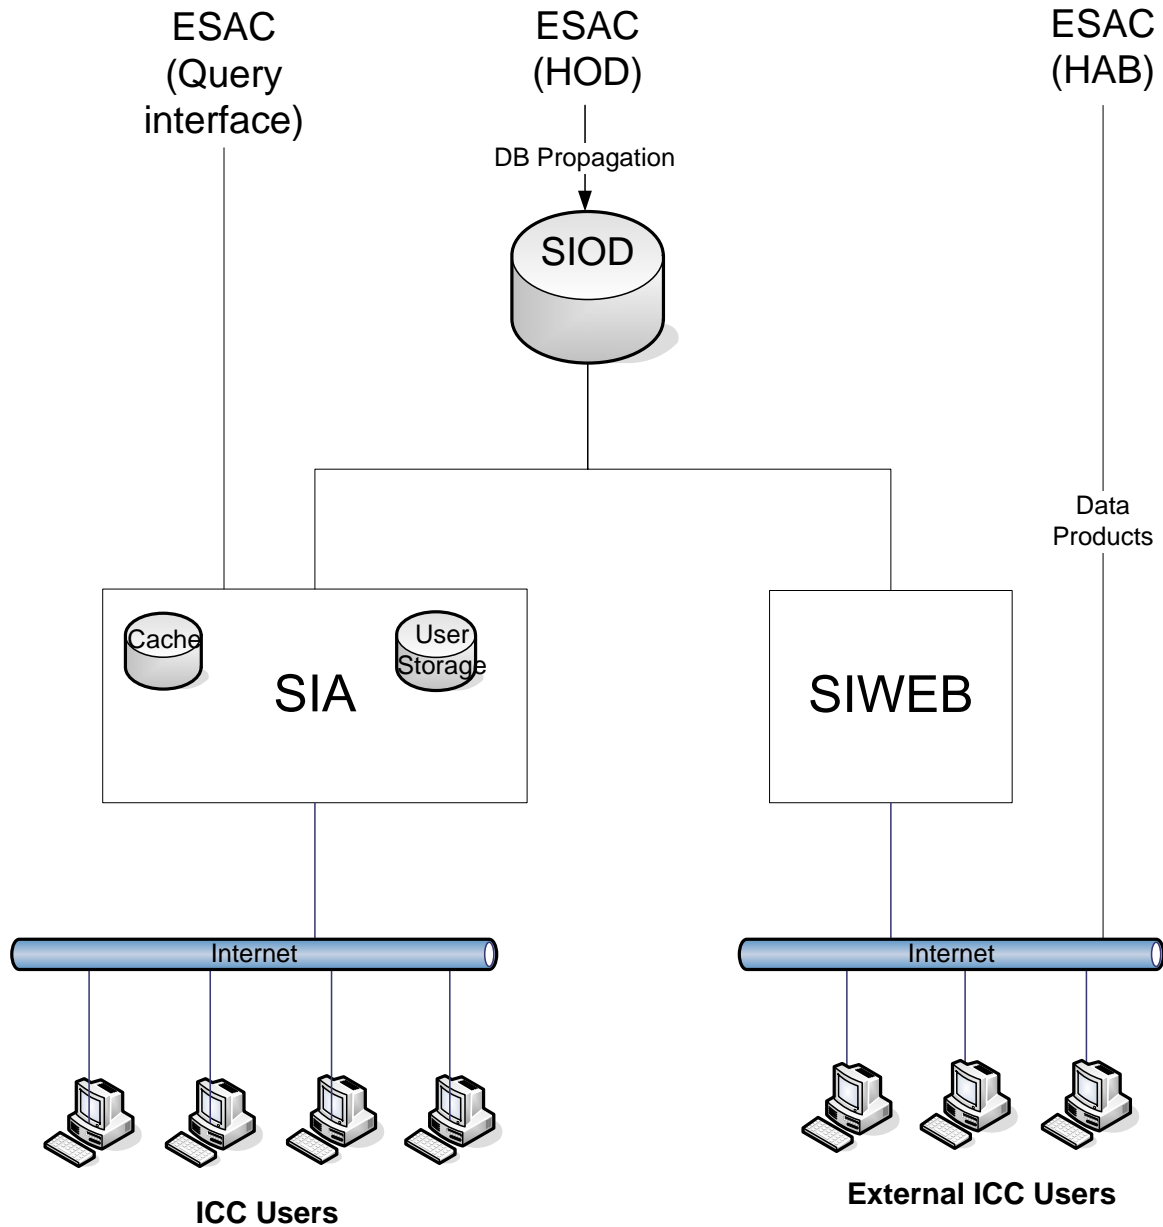 ESAC
(Query
interface)
ESAC
(HOD)
ESAC
(HAB)
DB Propagation
SIOD
Data
Products
Cache
User
Storage
SIA
SIWEB
Internet
Internet
ICC Users
External ICC Users